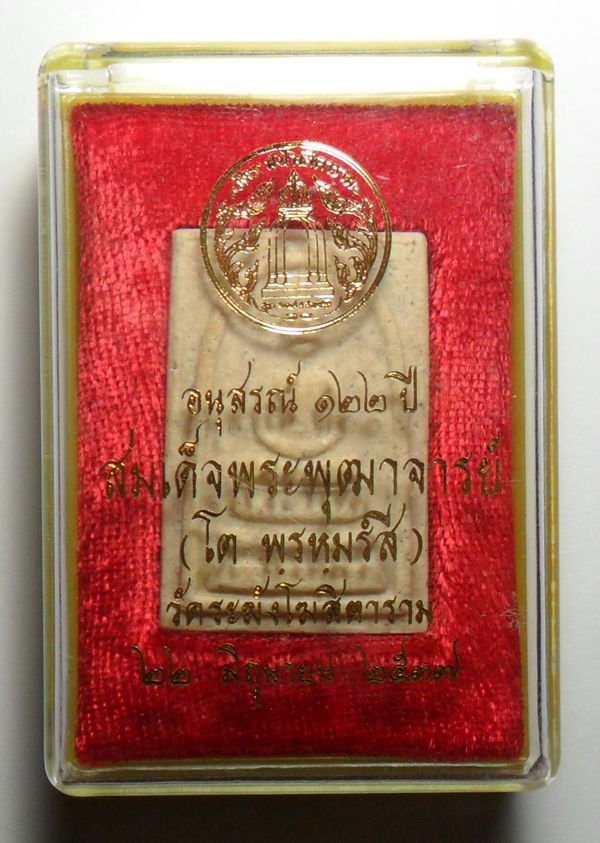 อนุสรณ์ ๑๒๒ ปี
สมเด็จพระพุฒาจารย์
(โต พฺรหฺมรํสี)
วัดระฆังโฆสิตาราม
๒๒ มิถุนายน ๒๕๓๗